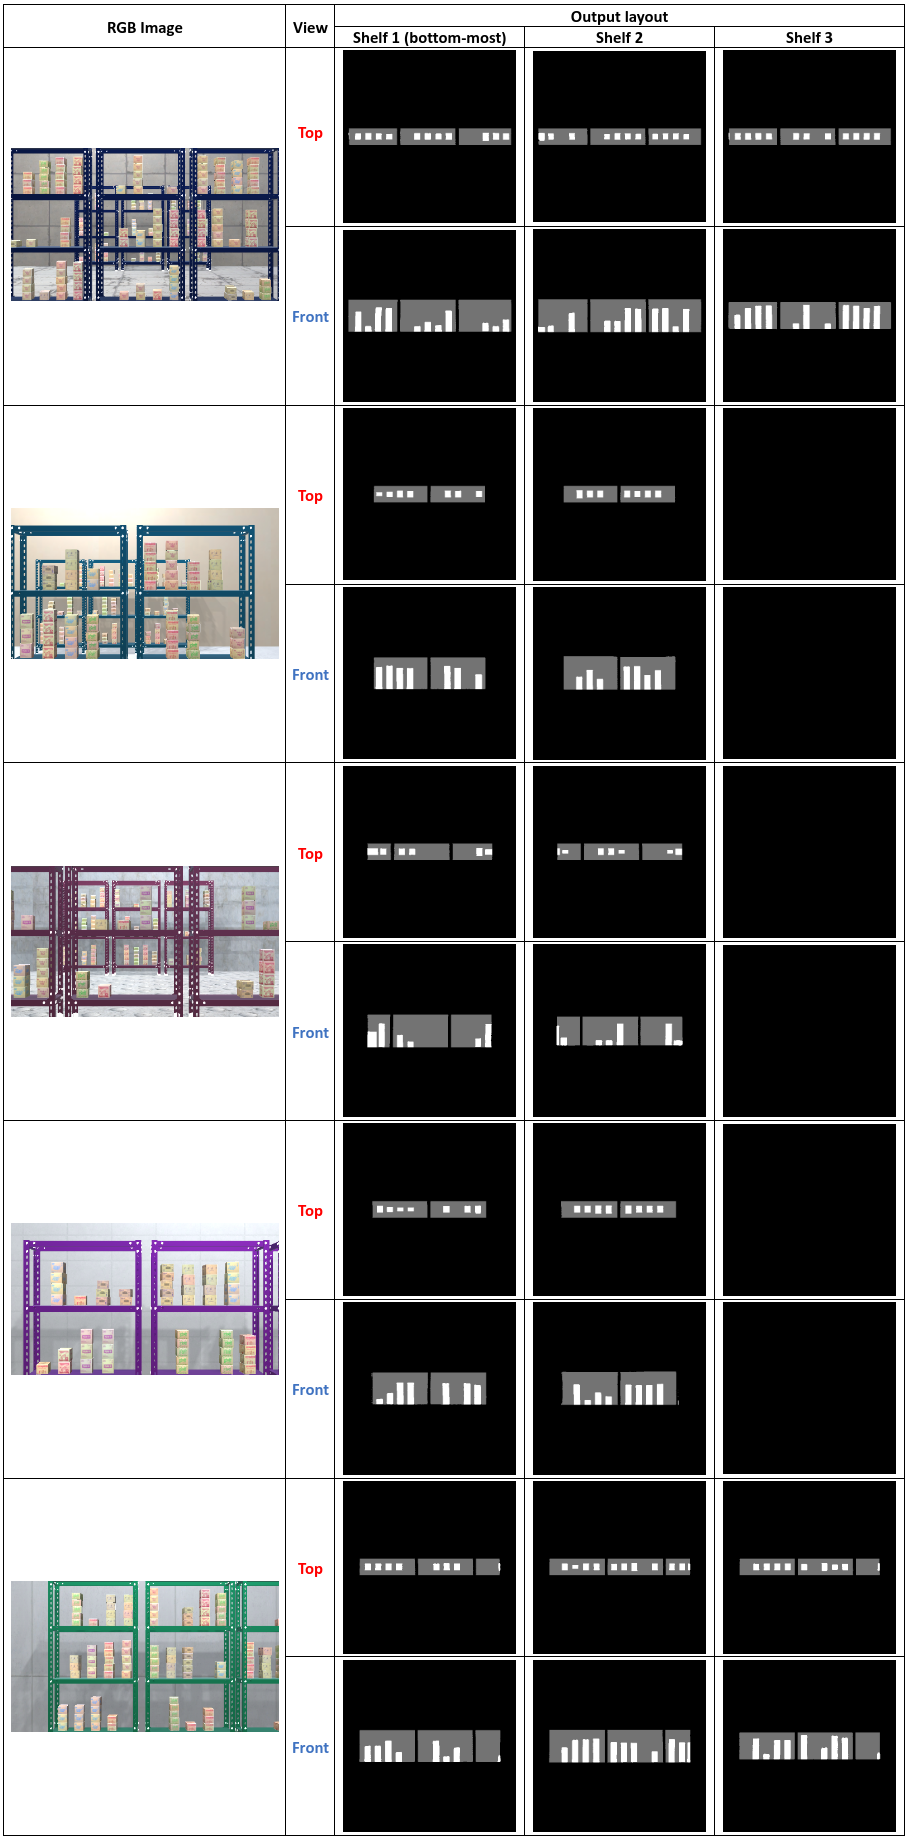 RGB Image
View
Output layout
Shelf 1 (bottom-most)
Shelf 2
Shelf 3
Top
Front
Top
Front
Top
Front
Top
Front
Top
Front